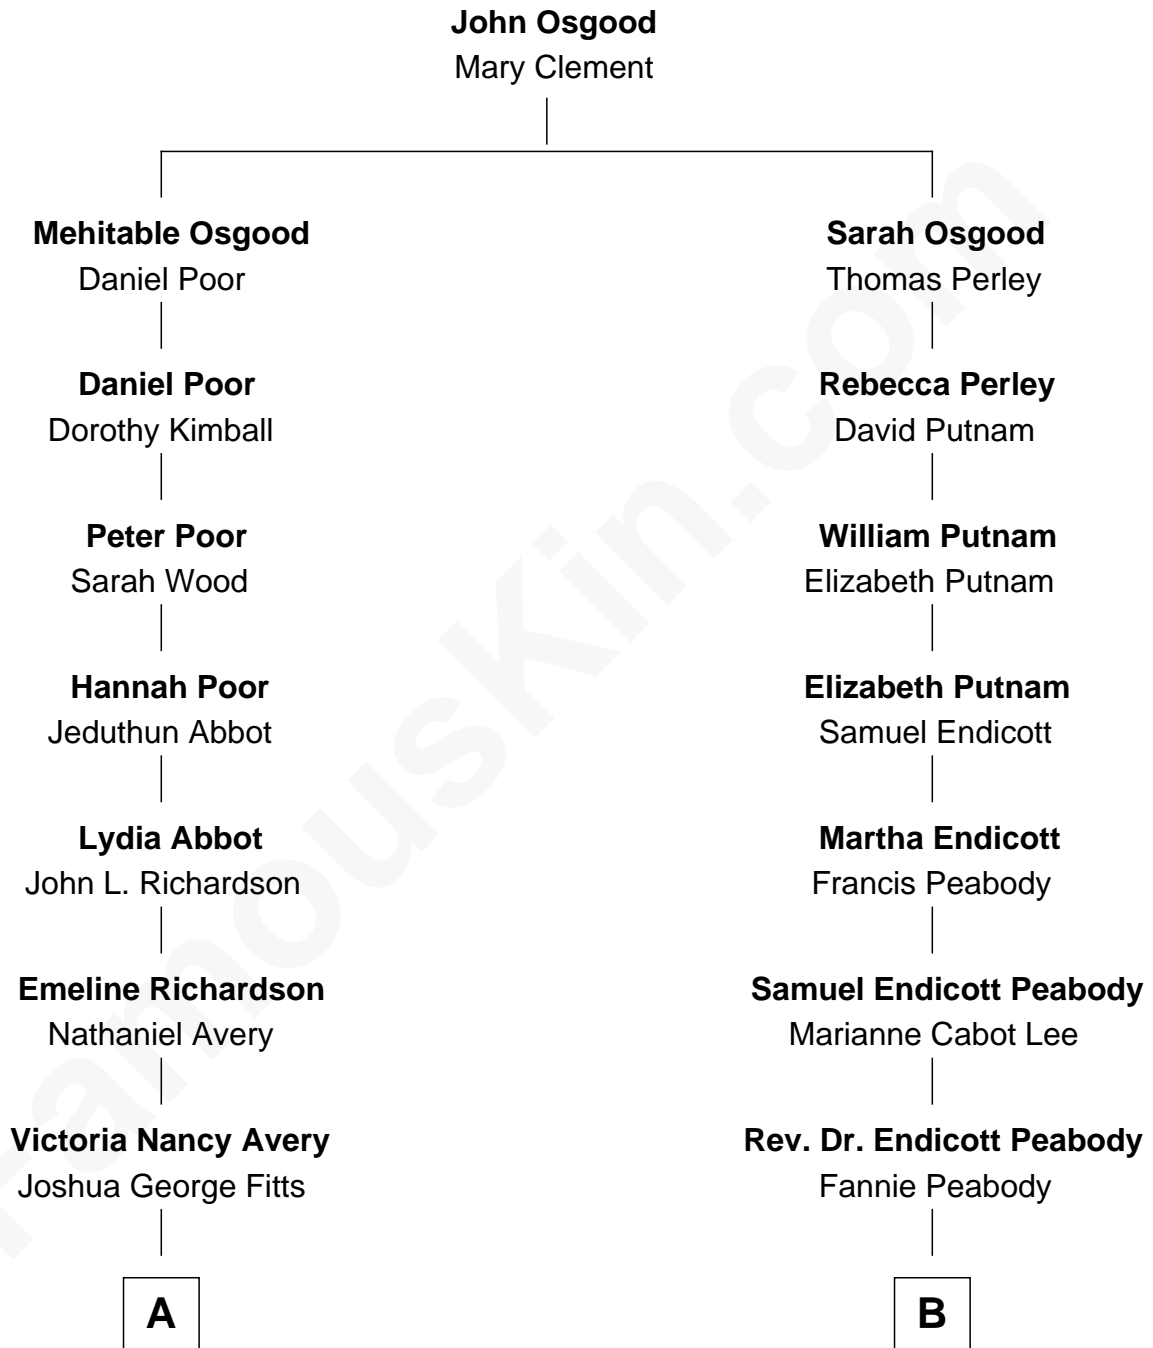 John Osgood
Mary Clement
Mehitable Osgood
Daniel Poor
Sarah Osgood
Thomas Perley
Daniel Poor
Dorothy Kimball
Rebecca Perley
David Putnam
Peter Poor
Sarah Wood
William Putnam
Elizabeth Putnam
Hannah Poor
Jeduthun Abbot
Elizabeth Putnam
Samuel Endicott
Lydia Abbot
John L. Richardson
Martha Endicott
Francis Peabody
Emeline Richardson
Nathaniel Avery
Samuel Endicott Peabody
Marianne Cabot Lee
Victoria Nancy Avery
Joshua George Fitts
Rev. Dr. Endicott Peabody
Fannie Peabody
A
B
FamousKin.com